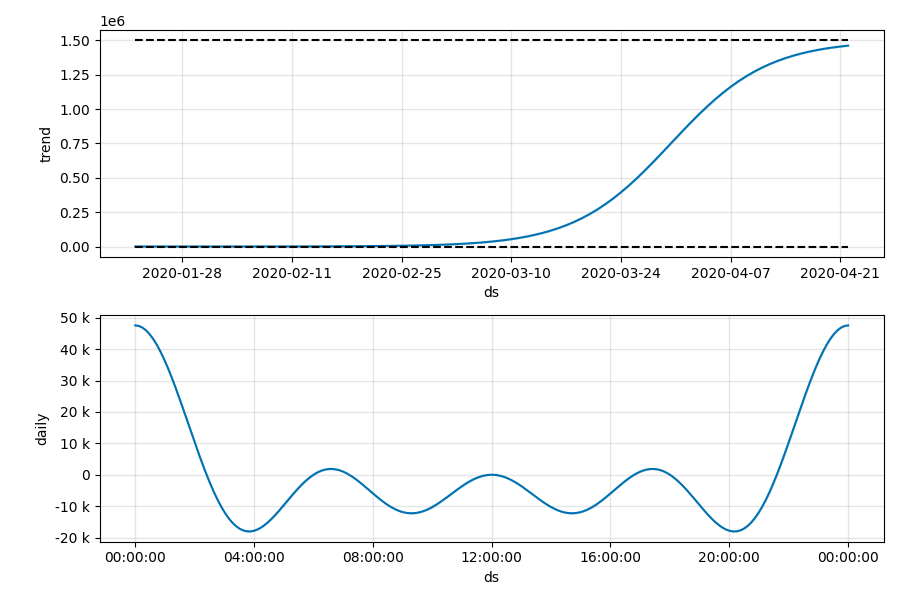 1e6
1.50
1.25
1.00
0.75
0.50
0.25
0.00
trend
2020-01-28 2020-02-11 2020-02-25 2020-03-10 2020-03-24 2020-04-07 2020-04-21
ds
50 k
40 k
30 k
20 k
10 k
0
-10 k
-20 k
daily
00:00:00 04:00:00 08:00:00 12:00:00 16:00:00 20:00:00 00:00:00
ds